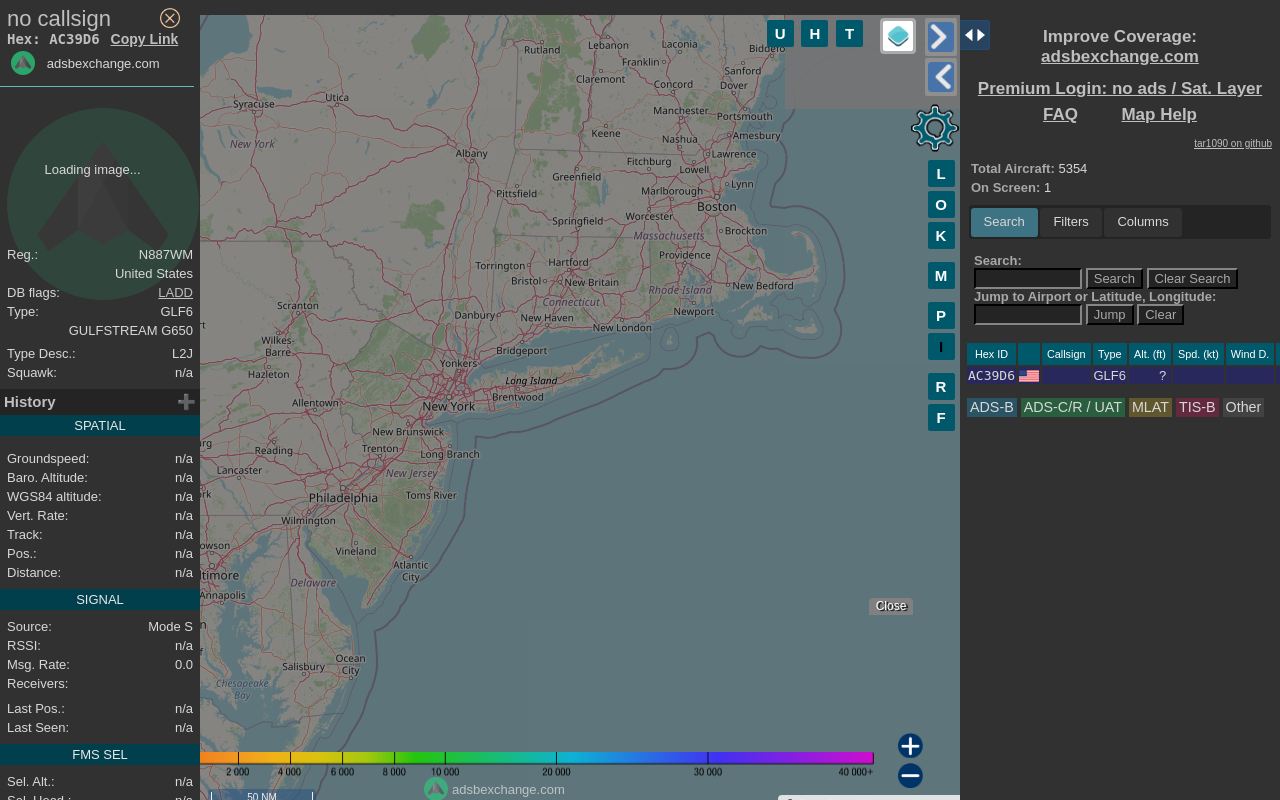 no callsign
Hex: AC39D6 Copy Link
adsbexchange.com
Loading image...
Reg.: N887WM
United States
DB flags: LADD
Type: GLF6
GULFSTREAM G650
Type Desc.: L2J
Squawk: n/a
History
SPATIAL
Groundspeed: n/a
Baro. Altitude: n/a
WGS84 altitude: n/a
Vert. Rate: n/a
Track: n/a
Pos.: n/a
Distance: n/a
SIGNAL
Source: Mode S
RSSI: n/a
Msg. Rate: 0.0
Receivers:
Last Pos.: n/a
Last Seen: n/a
FMS SEL
Sel. Alt.: n/a
Sel. Head.: n/a
U H T
L
O
K
M
P
I
R
F
Rutland
Lebanon
Laconia
Franklin
Claremont
Concord
Sanford
Dover
Syracuse
Utica
Manchester
Portsmouth
Keene
Nashua
Amesbury
New York
Albany
Fitchburg
Lawrence
Lowell
Greenfield
Pittsfield
Marlborough
Lynn
Worcester
Boston
Springfield
Massachusetts
Brockton
Providence
Torrington
Hartford
Bristol
New Britain
Rhode Island
New Bedford
Connecticut
Newport
Scranton
Danbury
New Haven
New London
Wilkes-
Barre
Bridgeport
Yonkers
Hazleton
Long Island
Brentwood
Allentown
New York
New Brunswick
Reading
Trenton
Long Branch
Lancaster
New Jersey
Philadelphia
Toms River
Wilmington
Vineland
Atlantic
City
Delaware
Annapolis
Salisbury
Ocean
City
Chesapeake
Bay
Close
2 000 4 000 6 000 8 000 10 000 20 000 30 000 40 000+
50 NM
adsbexchange.com
Improve Coverage:
adsbexchange.com
Premium Login: no ads / Sat. Layer
FAQ Map Help
tar1090 on github
Total Aircraft: 5354
On Screen: 1
Search Filters Columns
Search:
Search Clear Search
Jump to Airport or Latitude, Longitude:
Jump Clear
Hex ID Callsign Type Alt. (ft) Spd. (kt) Wind D.
AC39D6 GLF6 ?
ADS-B ADS-C/R / UAT MLAT TIS-B Other